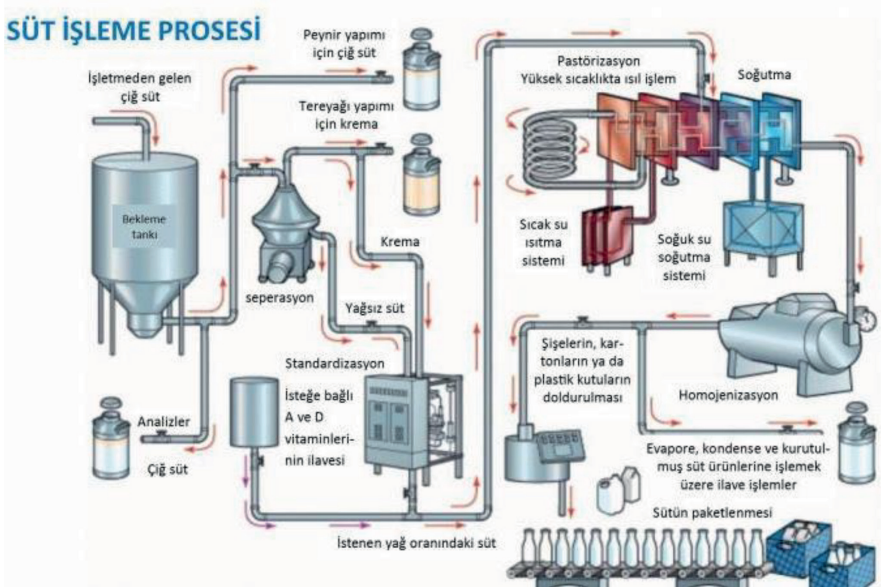 SÜT İŞLEME PROSESİ
Peynir yapımı
için çiğ süt
İşletmeden gelen
çiğ süt
Tereyağı yapımı
için krema
Pastörizasyon
Yüksek sıcaklıkta ısıl işlem
Soğutma
Bekleme
tankı
Krema
seperasyon
Yağsız süt
Sıcak su
ısıtma
sistemi
Soğuk su
soğutma
sistemi
Standardizasyon
İsteğe bağlı
A ve D
vitaminleri-
nin ilavesi
Şişelerin, kar-
tonların ya da
plastik kutuların
doldurulması
Homojenizasyon
Analizler
Çiğ süt
Evapore, kondense ve kurutul-
muş süt ürünlerine işlemek
üzere ilave işlemler
Sütün paketlenmesi
İstenen yağ oranındaki süt